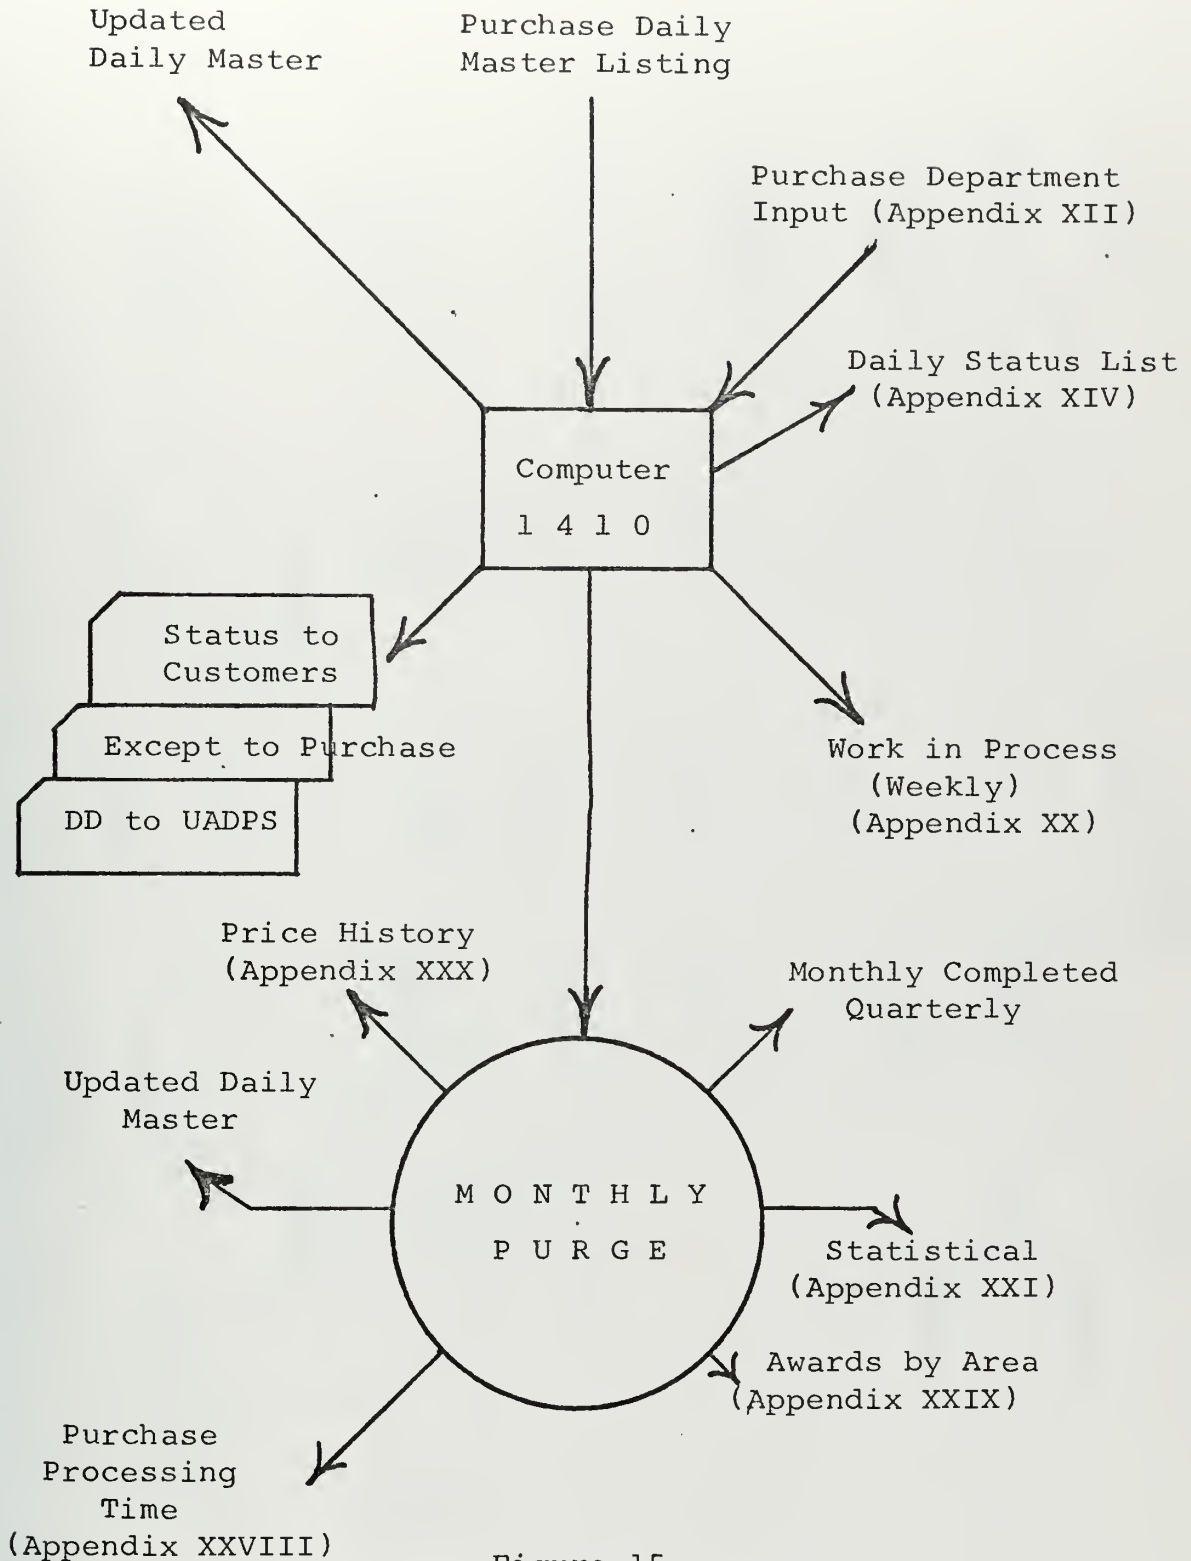 Updated
Daily Master
Purchase Daily
Master Listing
Purchase Department
Input (Appendix XII)
Daily Status List
(Appendix XIV)
Computer
1 4 1 0
Status to
Customers
Except to Purchase
DD to UADPS
Work in Process
(Weekly)
(Appendix XX)
Price History
(Appendix XXX)
Monthly Completed
Quarterly
Updated Daily
Master
M O N T H L Y
P U R G E
Statistical
(Appendix XXI)
Awards by Area
(Appendix XXIX)
Purchase
Processing
Time
(Appendix XXVIII)
Figure 15